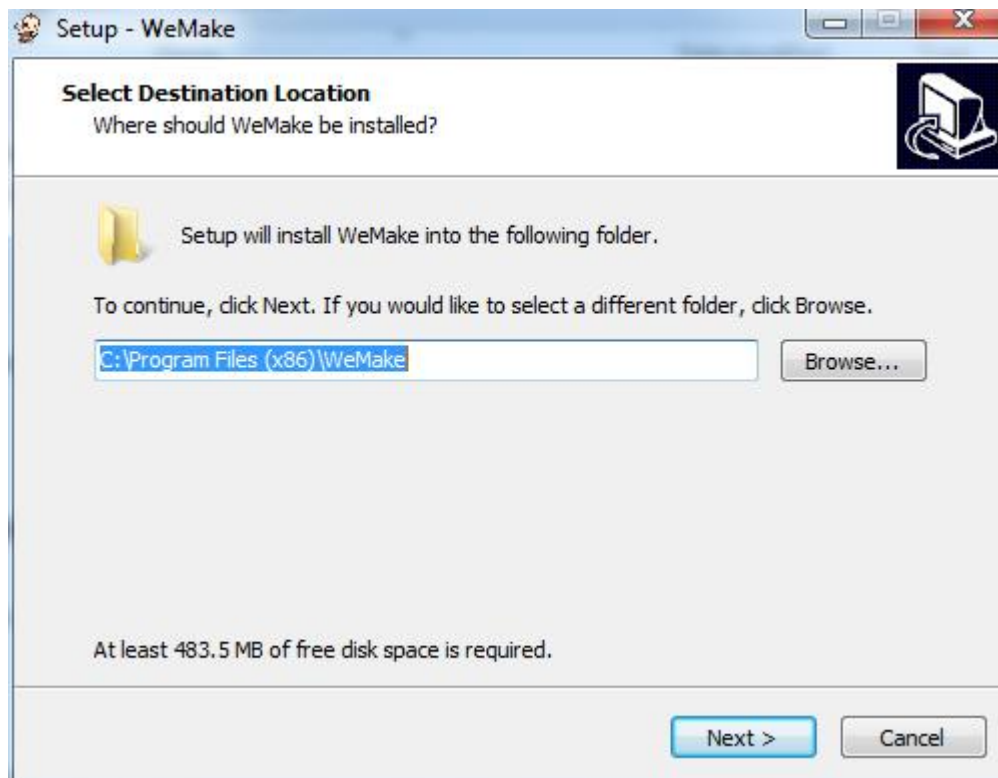 Setup - WeMake
Select Destination Location
Where should WeMake be installed?
Setup will install WeMake into the following folder.
To continue, click Next. If you would like to select a different folder, click Browse.
C:\Program Files (x86)\WeMake
Browse...
At least 483.5 MB of free disk space is required.
Next >
Cancel